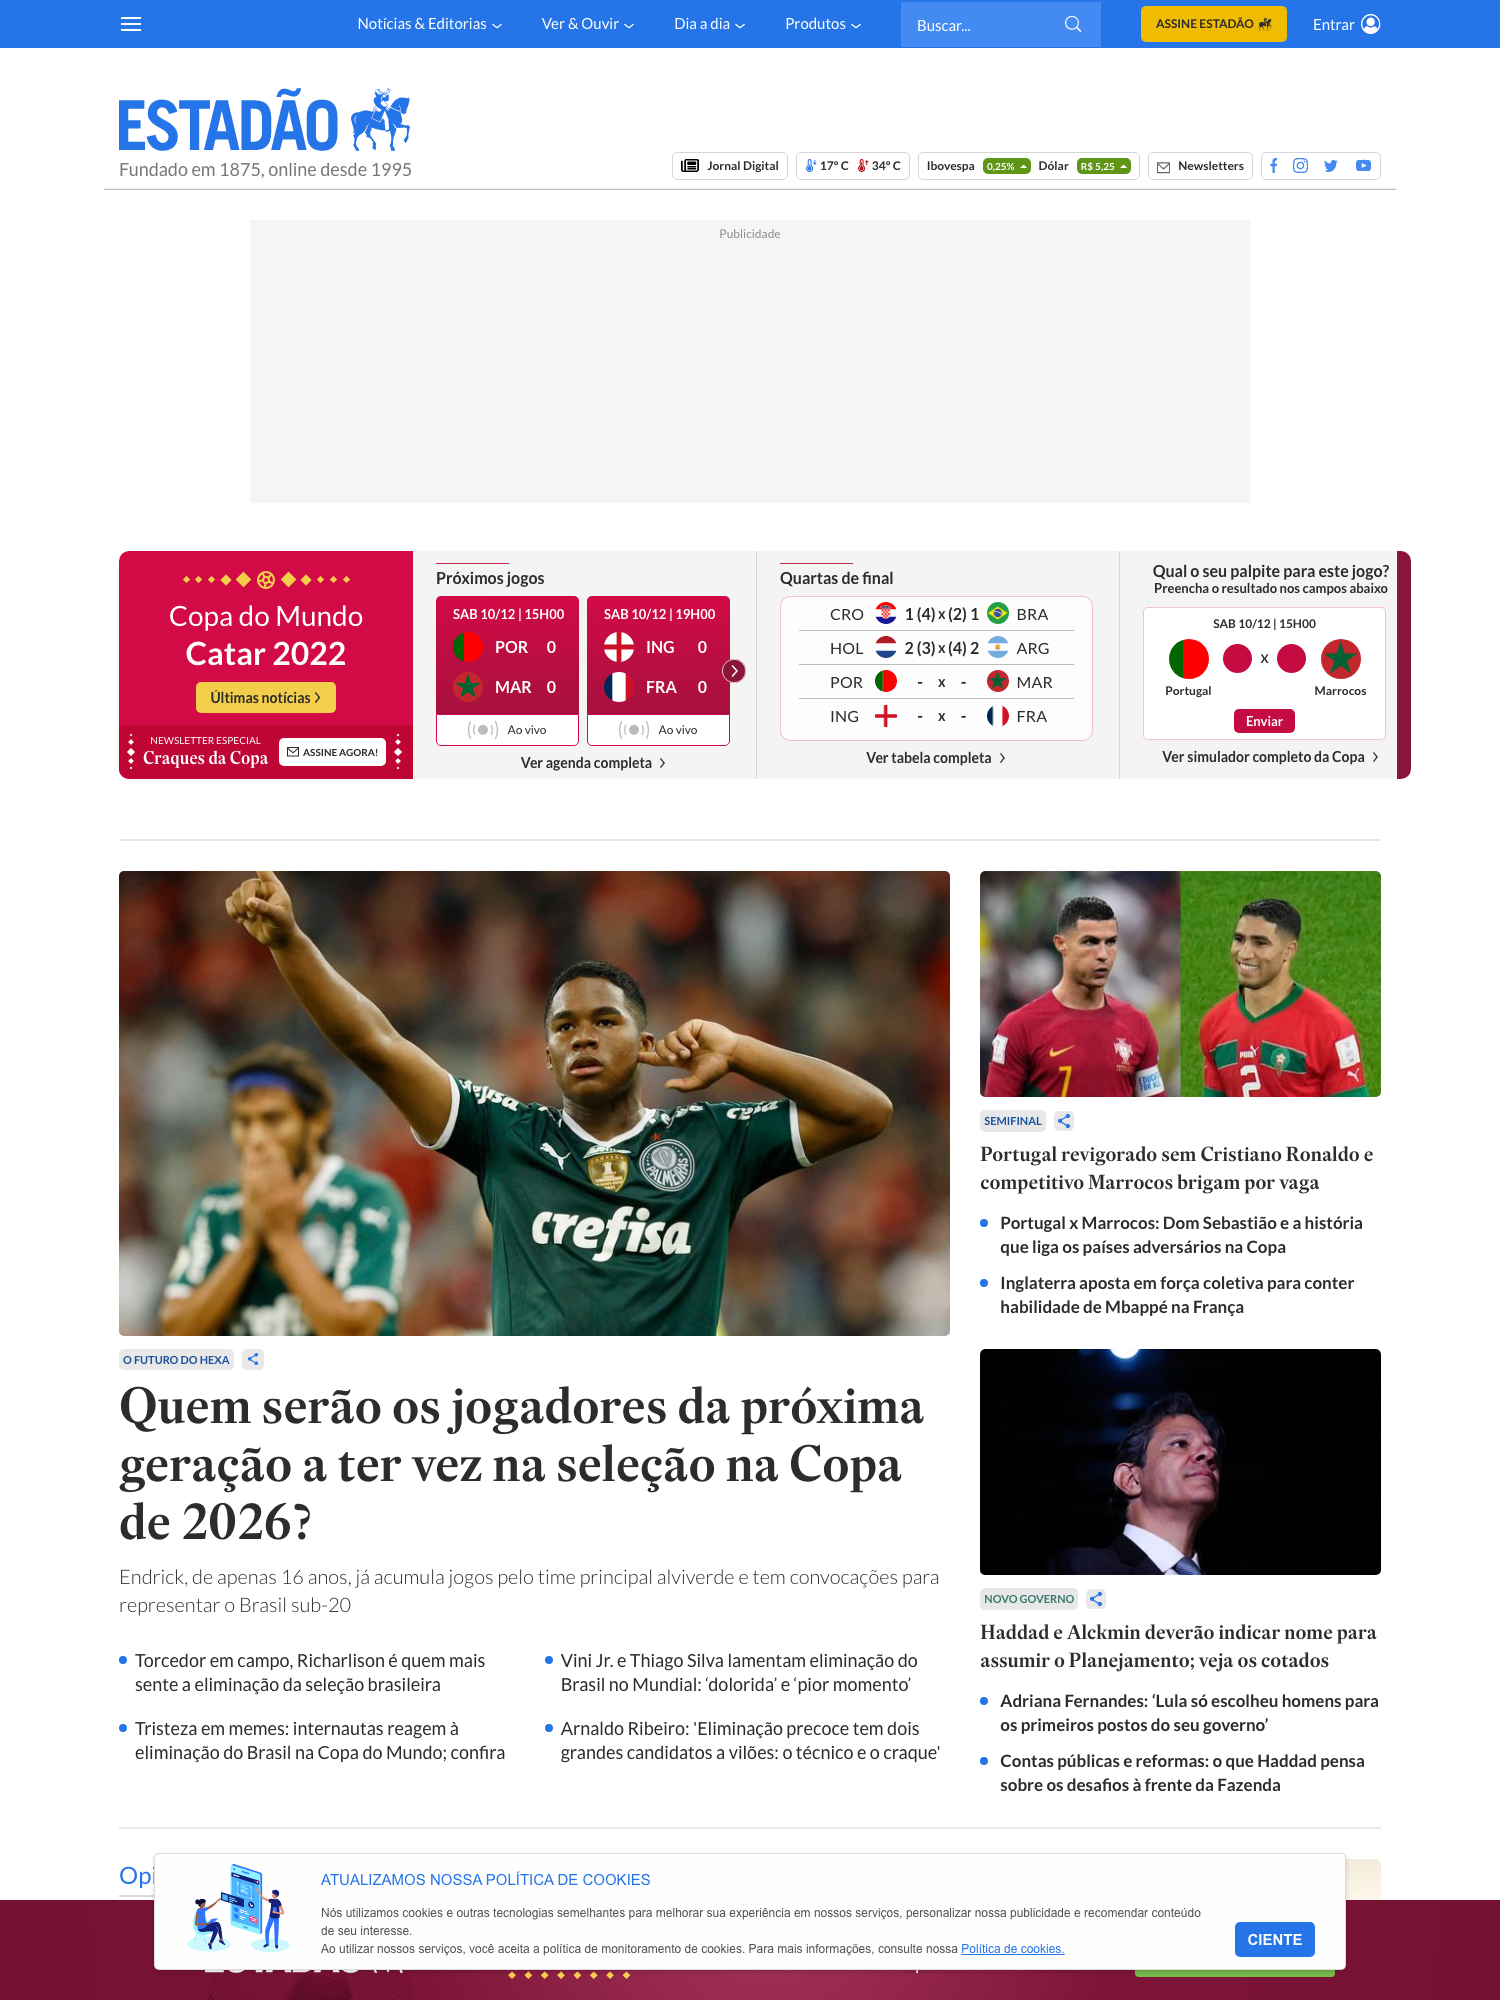 Notícias & Editorias
Ver & Ouvir
Dia a dia
Produtos
Buscar...
ASSINE ESTADÃO
Entrar
ESTADÃO
Fundado em 1875, online desde 1995
Jornal Digital
17º C 34º C
Ibovespa 0,25% Dólar R$ 5,25
Newsletters
Publicidade
Copa do Mundo
Catar 2022
Últimas notícias
NEWSLETTER ESPECIAL
Craques da Copa
ASSINE AGORA!
Próximos jogos
SAB 10/12 | 15H00
POR 0
MAR 0
Ao vivo
SAB 10/12 | 19H00
ING 0
FRA 0
Ao vivo
Ver agenda completa
Quartas de final
CRO 1 (4) x (2) 1 BRA
HOL 2 (3) x (4) 2 ARG
POR - x - MAR
ING - x - FRA
Ver tabela completa
Qual o seu palpite para este jogo?
Preencha o resultado nos campos abaixo
SAB 10/12 | 15H00
X
Portugal
Marrocos
Enviar
Ver simulador completo da Copa
crefisa
PALMEIRAS
7
2
O FUTURO DO HEXA
Quem serão os jogadores da próxima
geração a ter vez na seleção na Copa
de 2026?
Endrick, de apenas 16 anos, já acumula jogos pelo time principal alviverde e tem convocações para
representar o Brasil sub-20
Torcedor em campo, Richarlison é quem mais
sente a eliminação da seleção brasileira
Tristeza em memes: internautas reagem à
eliminação do Brasil na Copa do Mundo; confira
Vini Jr. e Thiago Silva lamentam eliminação do
Brasil no Mundial: ‘dolorida’ e ‘pior momento’
Arnaldo Ribeiro: 'Eliminação precoce tem dois
grandes candidatos a vilões: o técnico e o craque'
SEMIFINAL
Portugal revigorado sem Cristiano Ronaldo e
competitivo Marrocos brigam por vaga
Portugal x Marrocos: Dom Sebastião e a história
que liga os países adversários na Copa
Inglaterra aposta em força coletiva para conter
habilidade de Mbappé na França
NOVO GOVERNO
Haddad e Alckmin deverão indicar nome para
assumir o Planejamento; veja os cotados
Adriana Fernandes: ‘Lula só escolheu homens para
os primeiros postos do seu governo’
Contas públicas e reformas: o que Haddad pensa
sobre os desafios à frente da Fazenda
Opi
ATUALIZAMOS NOSSA POLÍTICA DE COOKIES
Nós utilizamos cookies e outras tecnologias semelhantes para melhorar sua experiência em nossos serviços, personalizar nossa publicidade e recomendar conteúdo
de seu interesse.
Ao utilizar nossos serviços, você aceita a política de monitoramento de cookies. Para mais informações, consulte nossa Política de cookies.
CIENTE